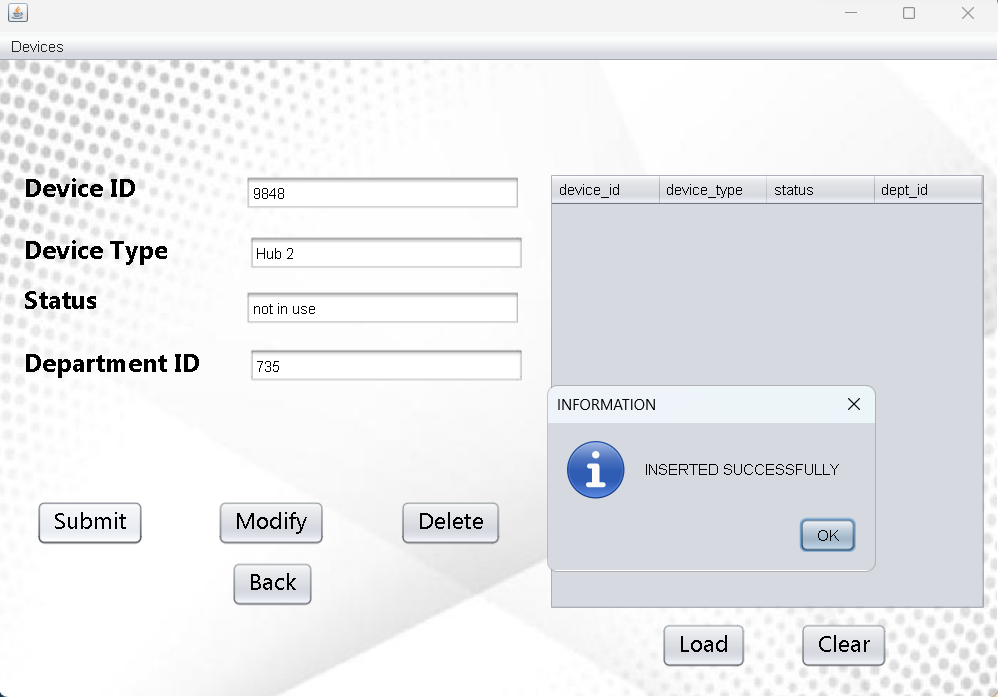 Devices
Device ID
9848
Device Type
Hub 2
Status
not in use
Department ID
735
device_id device_type status dept_id
INFORMATION
INSERTED SUCCESSFULLY
OK
Submit Modify Delete
Back
Load Clear